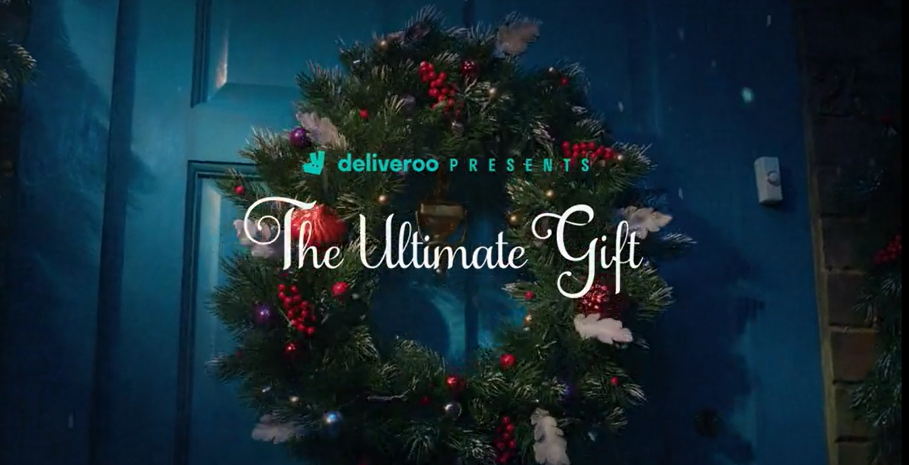 deliveroo PRESENTS
The Ultimate Gift